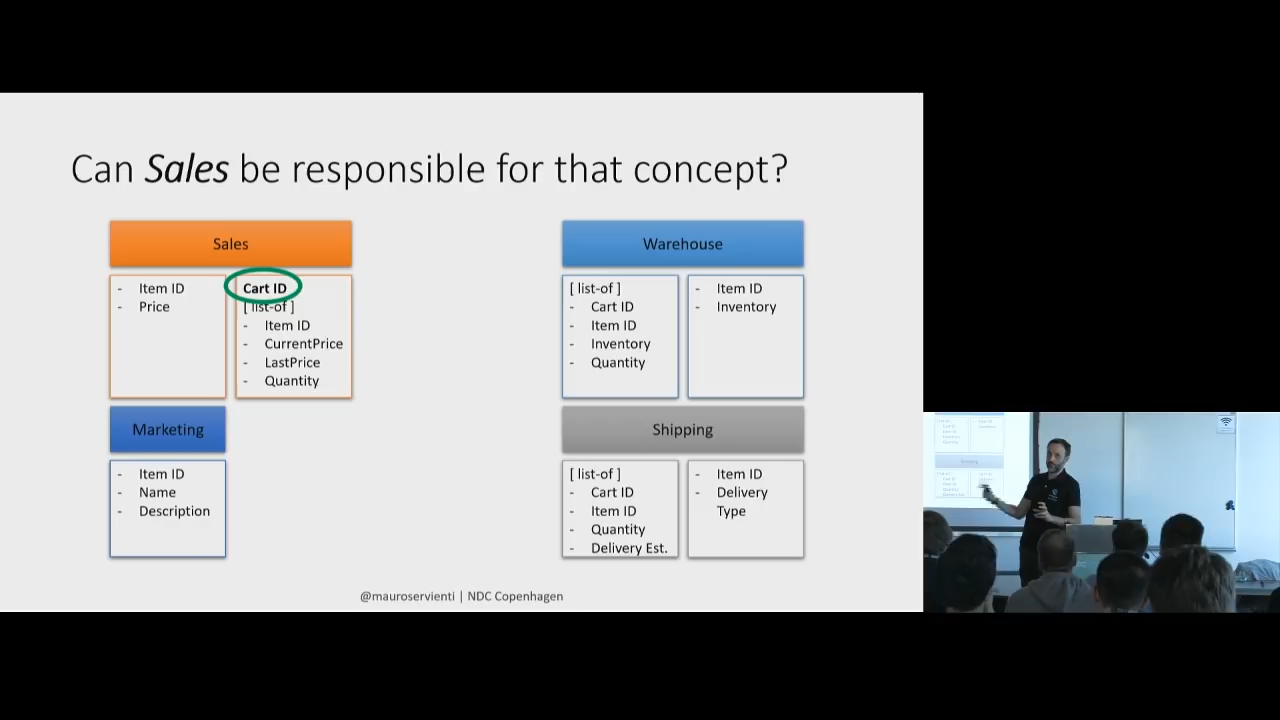 Can Sales be responsible for that concept?
Sales
- Item ID
- Price
Cart ID
[ list-of ]
- Item ID
- CurrentPrice
- LastPrice
- Quantity
Marketing
- Item ID
- Name
- Description
Warehouse
[ list-of ]
- Cart ID
- Item ID
- Inventory
- Quantity
- Item ID
- Inventory
Shipping
[ list-of ]
- Cart ID
- Item ID
- Quantity
- Delivery Est.
- Item ID
- Delivery
Type
@mauroservienti | NDC Copenhagen